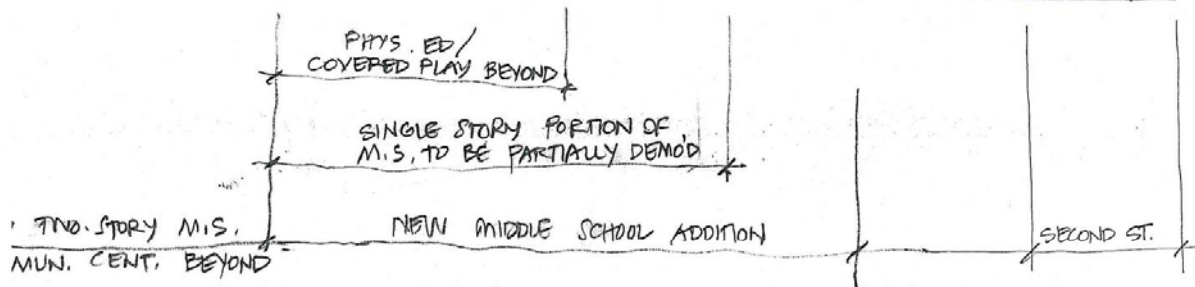 PHYS. ED/
COVERED PLAY BEYOND
SINGLE STORY PORTION OF
M.S. TO BE PARTIALLY DEMO'D
TWO. STORY M.S.
MUN. CENT. BEYOND
NEW MIDDLE SCHOOL ADDITION
SECOND ST.